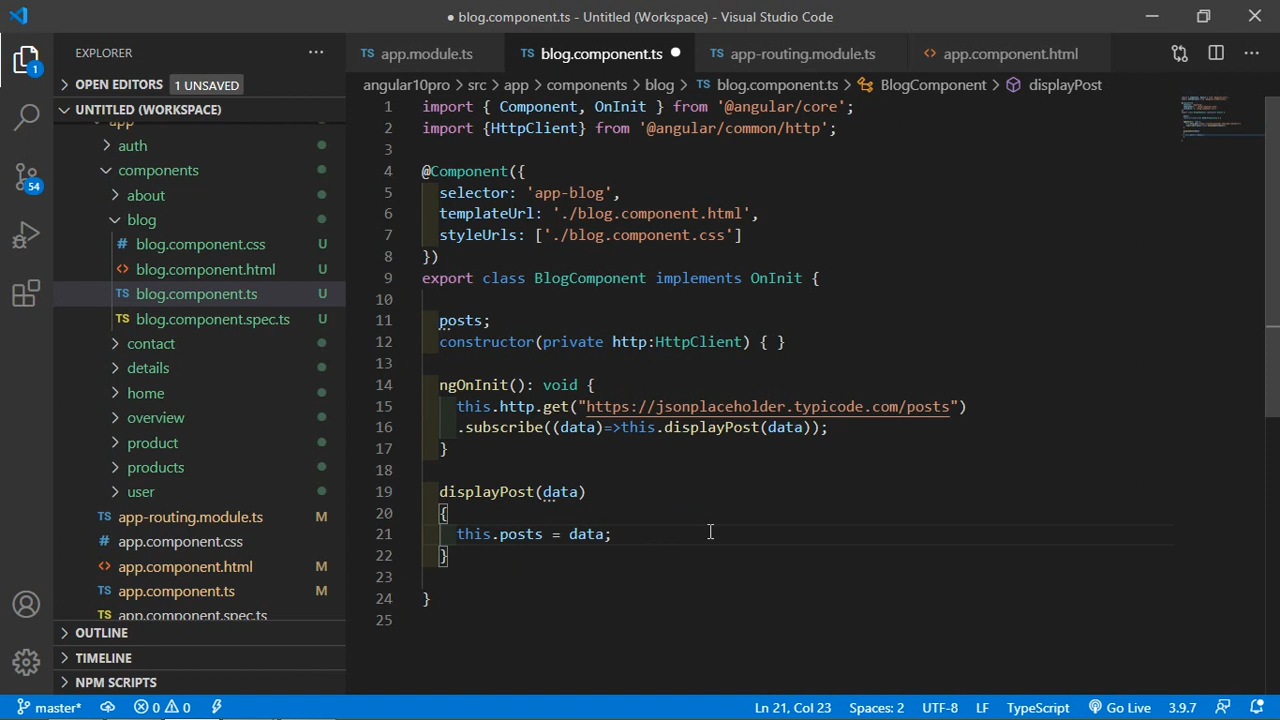 ● blog.component.ts - Untitled (Workspace) - Visual Studio Code
EXPLORER
OPEN EDITORS 1 UNSAVED
UNTITLED (WORKSPACE)
app
auth
components
about
blog
# blog.component.css U
<> blog.component.html U
TS blog.component.ts U
TS blog.component.spec.ts U
contact
details
home
overview
product
products
user
TS app-routing.module.ts M
# app.component.css
<> app.component.html M
TS app.component.ts M
TS app.component.spec.ts
OUTLINE
TIMELINE
NPM SCRIPTS
1
54
TS app.module.ts
TS blog.component.ts ●
TS app-routing.module.ts
<> app.component.html
angular10pro > src > app > components > blog > TS blog.component.ts > BlogComponent > displayPost
1 import { Component, OnInit } from '@angular/core';
2 import {HttpClient} from '@angular/common/http';
3
4 @Component({
5 selector: 'app-blog',
6 templateUrl: './blog.component.html',
7 styleUrls: ['./blog.component.css']
8 })
9 export class BlogComponent implements OnInit {
10
11 posts;
12 constructor(private http:HttpClient) { }
13
14 ngOnInit(): void {
15 this.http.get("https://jsonplaceholder.typicode.com/posts")
16 .subscribe((data)=>this.displayPost(data));
17 }
18
19 displayPost(data)
20 {
21 this.posts = data;
22 }
23
24 }
25
master* 0 0 Ln 21, Col 23 Spaces: 2 UTF-8 LF TypeScript Go Live 3.9.7